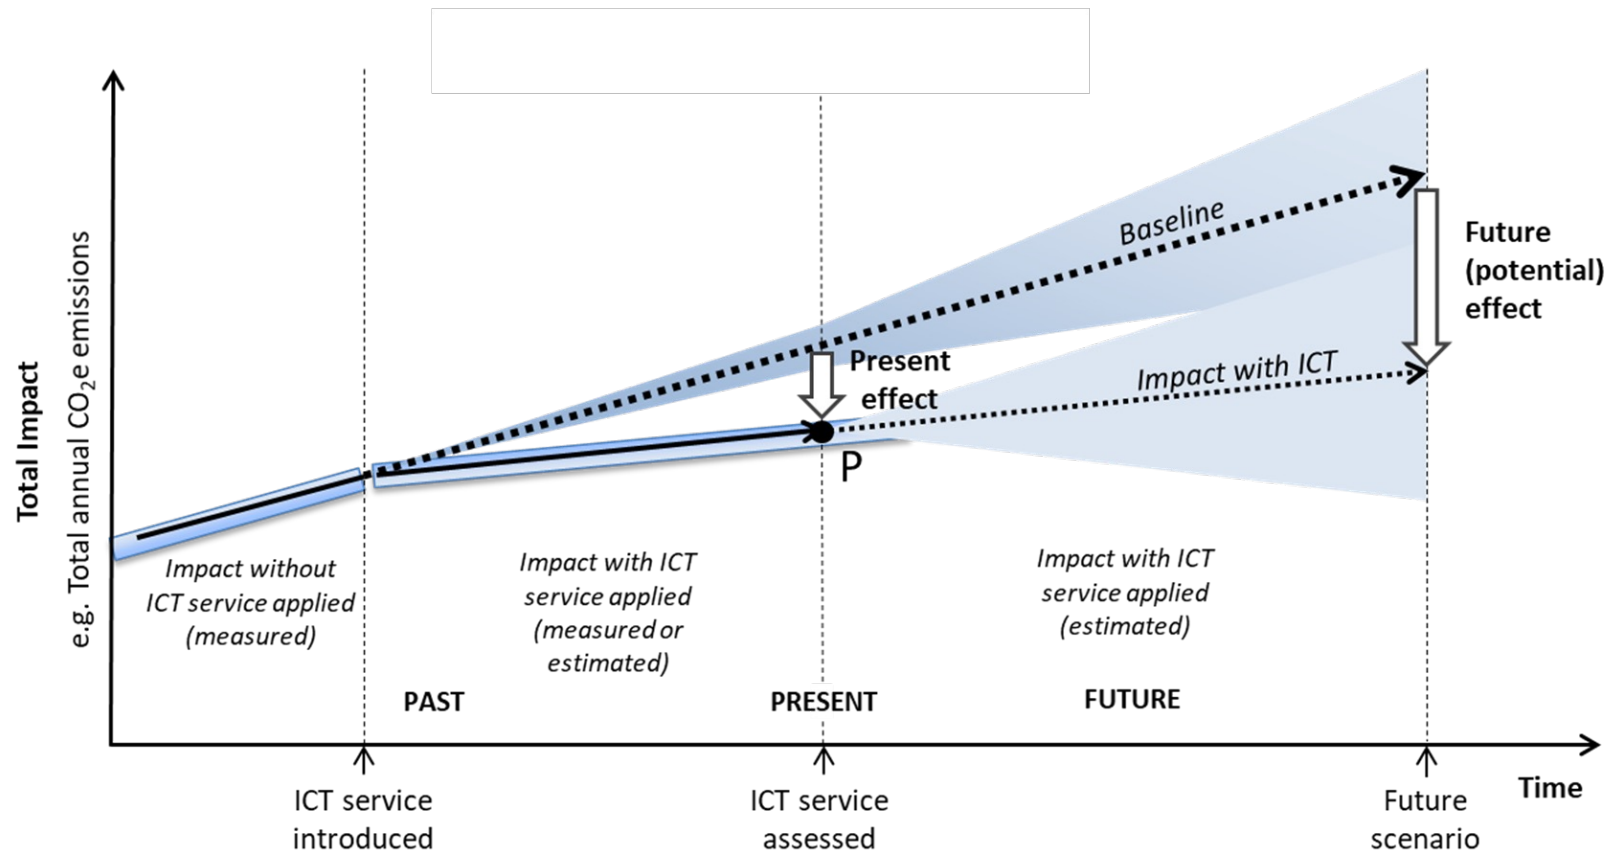 Total Impact
e.g. Total annual CO₂e emissions
Baseline
Future
(potential)
effect
Present
effect
Impact with ICT
P
Impact without
ICT service applied
(measured)
Impact with ICT
service applied
(measured or
estimated)
Impact with ICT
service applied
(estimated)
PAST
PRESENT
FUTURE
Time
ICT service
introduced
ICT service
assessed
Future
scenario